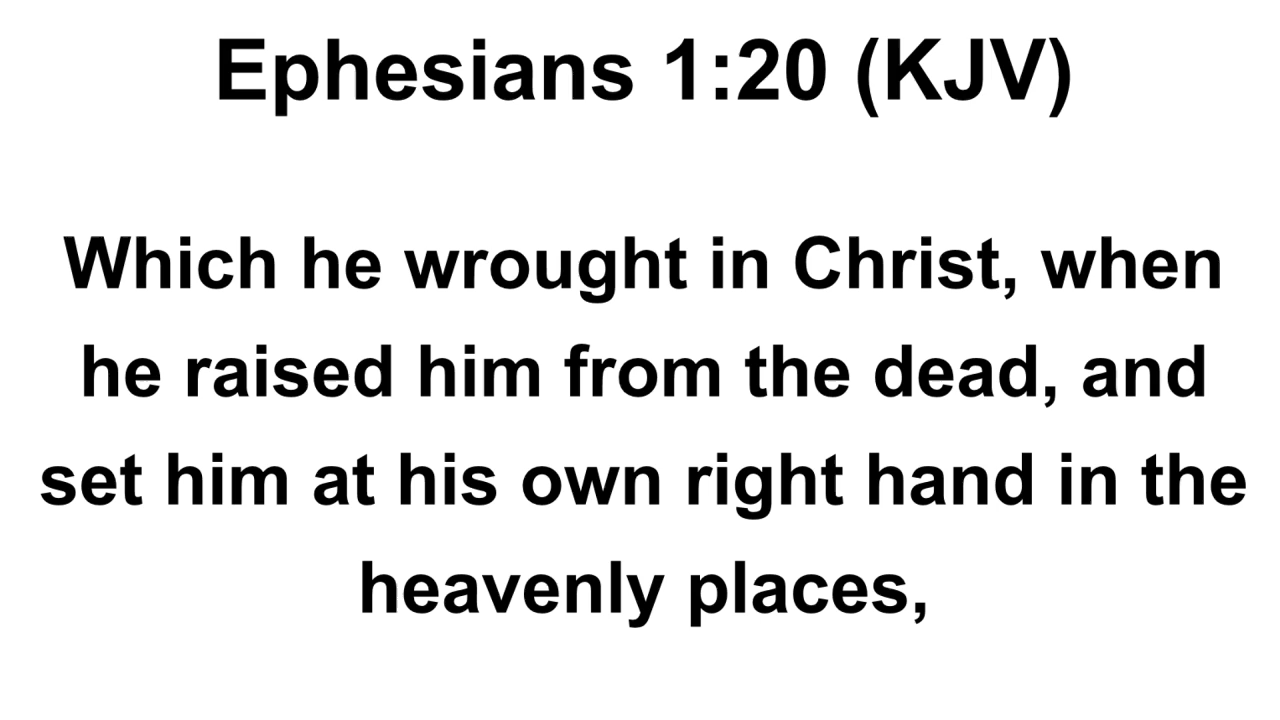 Ephesians 1:20 (KJV)
Which he wrought in Christ, when
he raised him from the dead, and
set him at his own right hand in the
heavenly places,